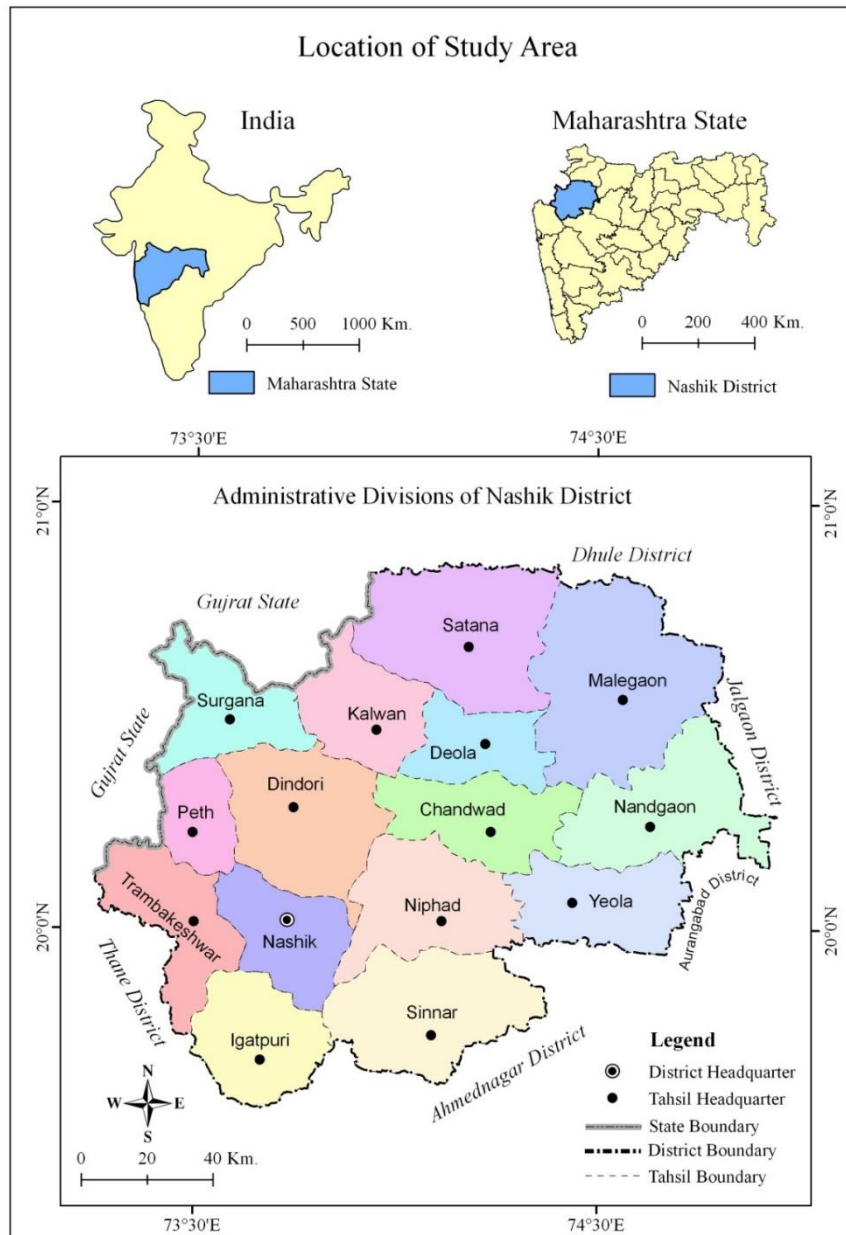 Location of Study Area
India
Maharashtra State
0 500 1000 Km.
Maharashtra State
0 200 400 Km.
Nashik District
73°30'E
74°30'E
21°0'N
21°0'N
Administrative Divisions of Nashik District
Dhule District
Gujrat State
Satana
Malegaon
Surgana
Kalwan
Jalgaon District
Gujrat State
Deola
Dindori
Peth
Chandwad
Nandgaon
Trambakeshwar
Niphad
Yeola
Aurangabad District
20°0'N
20°0'N
Nashik
Thane District
Sinnar
Igatpuri
Ahmednagar District
Legend
District Headquarter
Tahsil Headquarter
State Boundary
District Boundary
Tahsil Boundary
N
W E
S
0 20 40 Km.
73°30'E
74°30'E